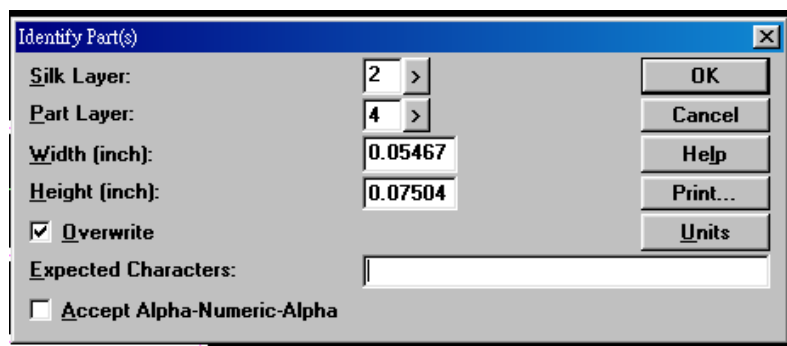 Identify Part(s)
Silk Layer: 2 > OK
Part Layer: 4 > Cancel
Width (inch): 0.05467 Help
Height (inch): 0.07504 Print...
Overwrite Units
Expected Characters:
Accept Alpha-Numeric-Alpha